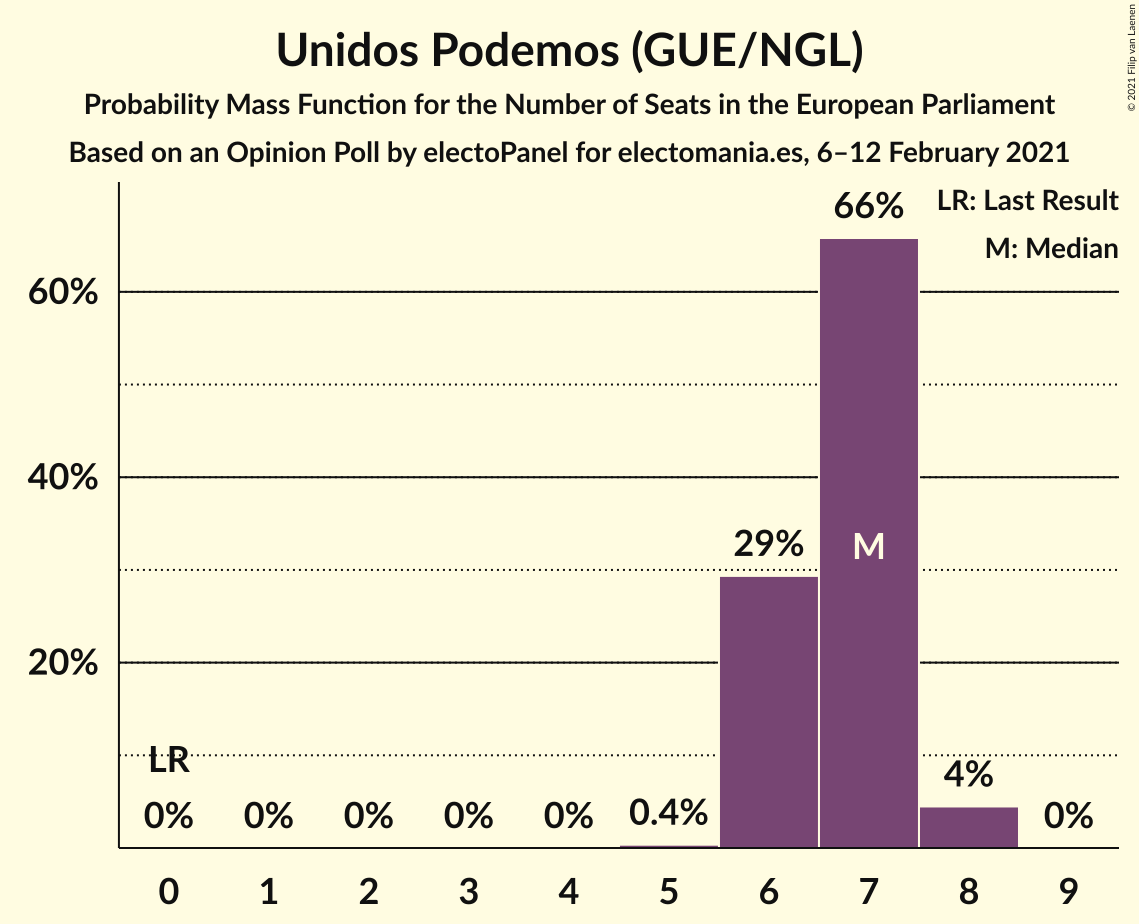 Unidos Podemos (GUE/NGL)
Probability Mass Function for the Number of Seats in the European Parliament
Based on an Opinion Poll by electoPanel for electomania.es, 6–12 February 2021
© 2021 Filip van Laenen
LR: Last Result
M: Median
66%
60%
40%
29%
M
20%
LR
4%
0% 0% 0% 0% 0% 0.4% 0%
0 1 2 3 4 5 6 7 8 9